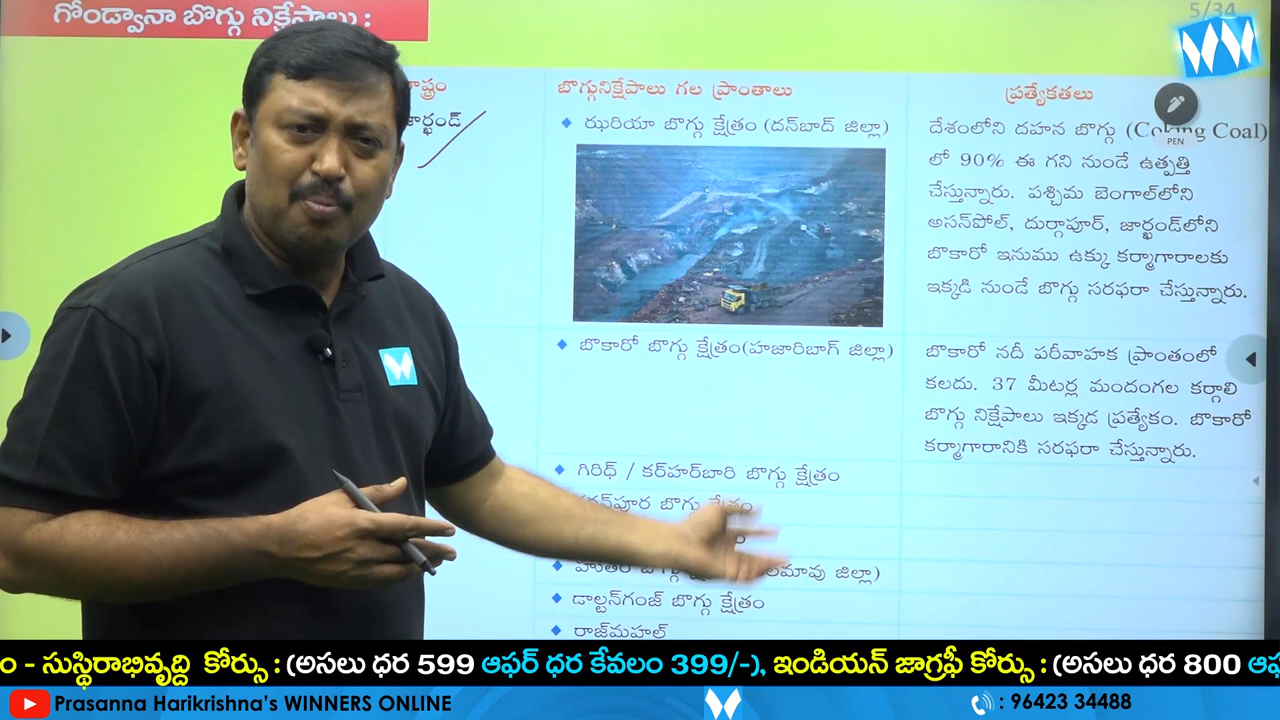 గోండ్వానా బొగ్గు నిక్షేపాలు :
5/34
బొగ్గునిక్షేపాలు గల ప్రాంతాలు
ప్రత్యేకతలు
PEN
ఝరియా బొగ్గు క్షేత్రం (దన్‌బాద్ జిల్లా)
దేశంలోని దహన బొగ్గు (Coking Coal)
లో 90% ఈ గని నుండే ఉత్పత్తి
చేస్తున్నారు. పశ్చిమ బెంగాల్‌లోని
అసన్‌పోల్, దుర్గాపూర్, జార్ఖండ్‌లోని
బొకారో ఇనుము ఉక్కు కర్మాగారాలకు
ఇక్కడి నుండే బొగ్గు సరఫరా చేస్తున్నారు.
బొకారో బొగ్గు క్షేత్రం(హజారిబాగ్ జిల్లా)
బొకారో నదీ పరీవాహక ప్రాంతంలో
కలదు. 37 మీటర్ల మందంగల కర్గాలి
బొగ్గు నిక్షేపాలు ఇక్కడ ప్రత్యేకం. బొకారో
కర్మాగారానికి సరఫరా చేస్తున్నారు.
గిరిధ్ / కర్‌హర్‌బారి బొగ్గు క్షేత్రం
బొగ్గు క్షేత్రం
జిల్లా)
డాల్టన్‌గంజ్ బొగ్గు క్షేత్రం
రాజ్‌మహల్
సుస్థిరాభివృద్ది కోర్సు : (అసలు ధర 599 ఆఫర్ ధర కేవలం 399/-), ఇండియన్ జాగ్రఫీ కోర్సు : (అసలు ధర 800
Prasanna Harikrishna's WINNERS ONLINE
: 96423 34488